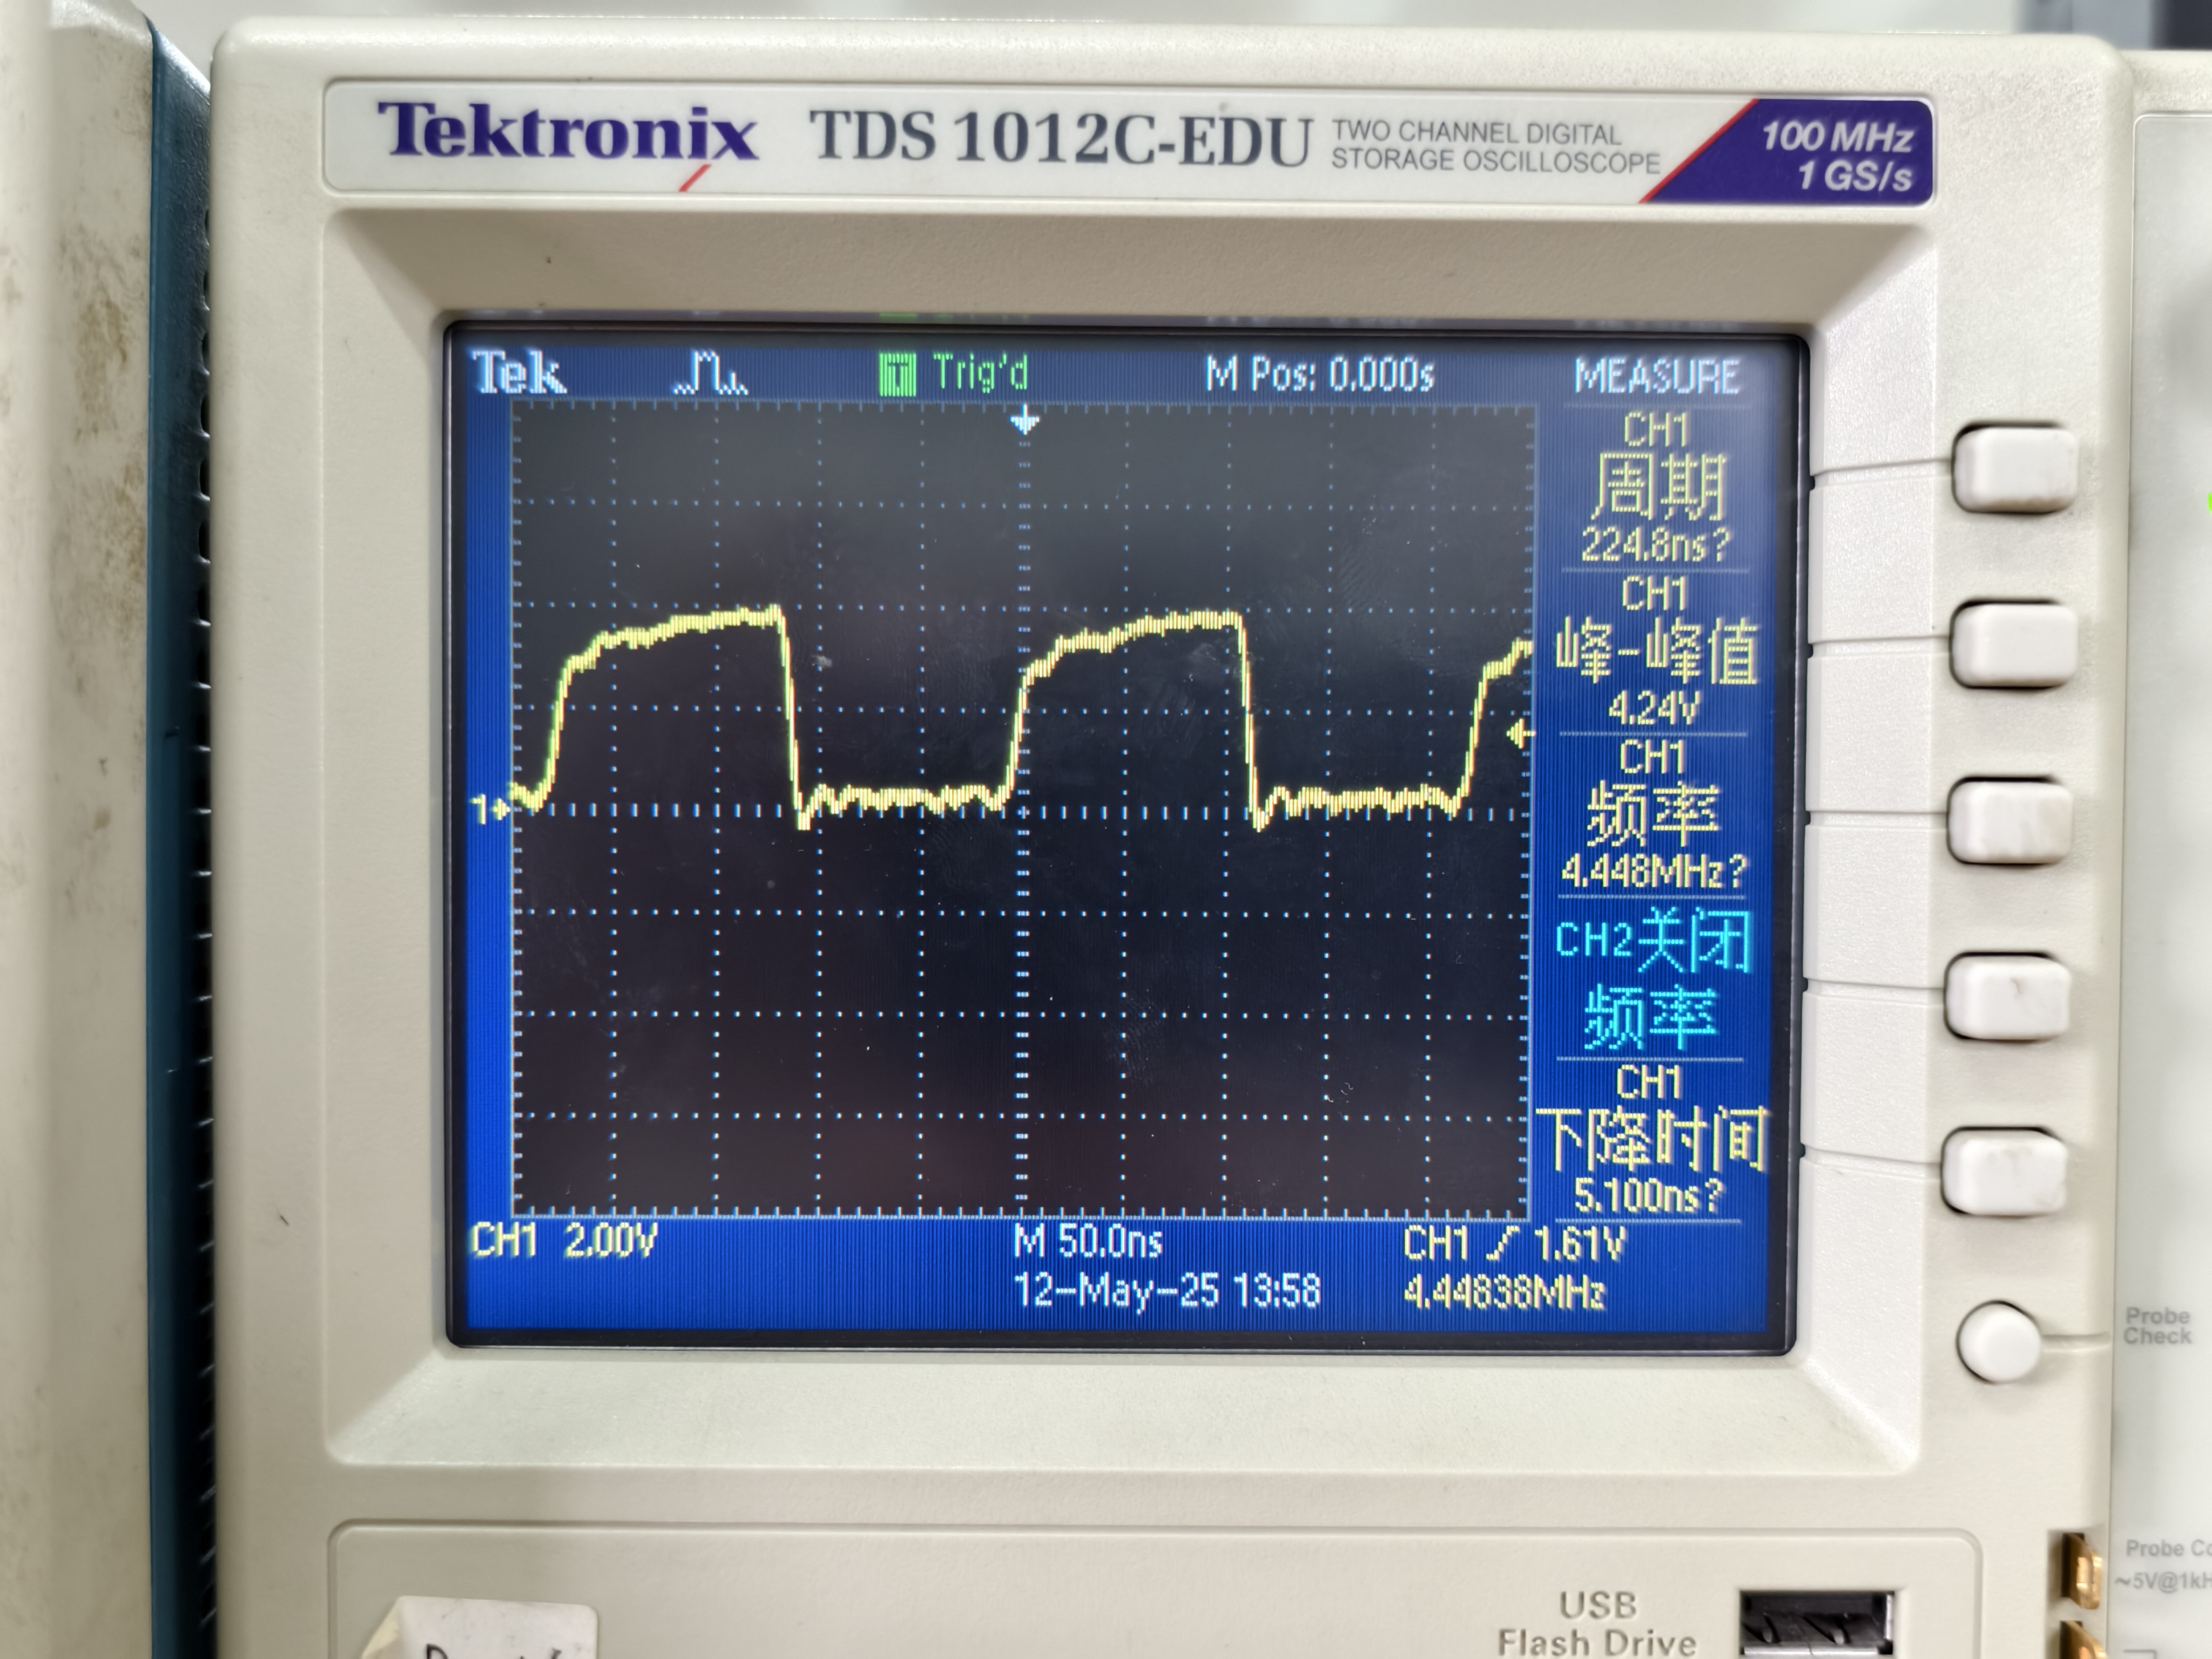 Tektronix TDS 1012C-EDU TWO CHANNEL DIGITAL STORAGE OSCILLOSCOPE
100 MHz
1 GS/s
Tek T Trig'd M Pos: 0.000s MEASURE
CH1
周期
224.8ns?
CH1
峰-峰值
4.24V
CH1
频率
4.448MHz?
CH2关闭
频率
CH1
下降时间
5.100ns?
1
CH1 2.00V M 50.0ns CH1 1.61V
12-May-25 13:58 4.44838MHz
Probe
Check
Probe
~5V@1kH
USB
Flash Drive